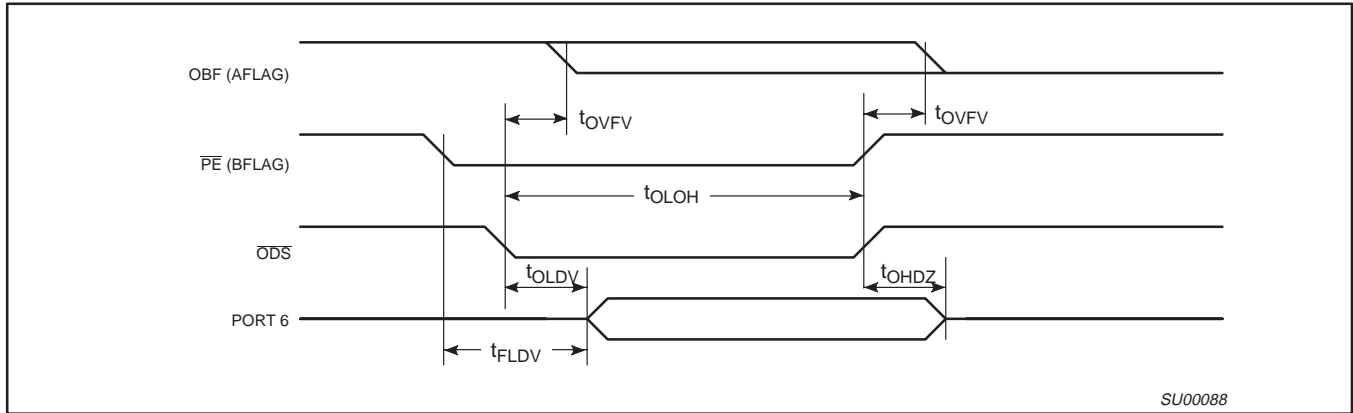 OBF (AFLAG)
tOVFV
tOVFV
PE (BFLAG)
tOLOH
ODS
tOLDV
tOHDZ
PORT 6
tFLDV
SU00088